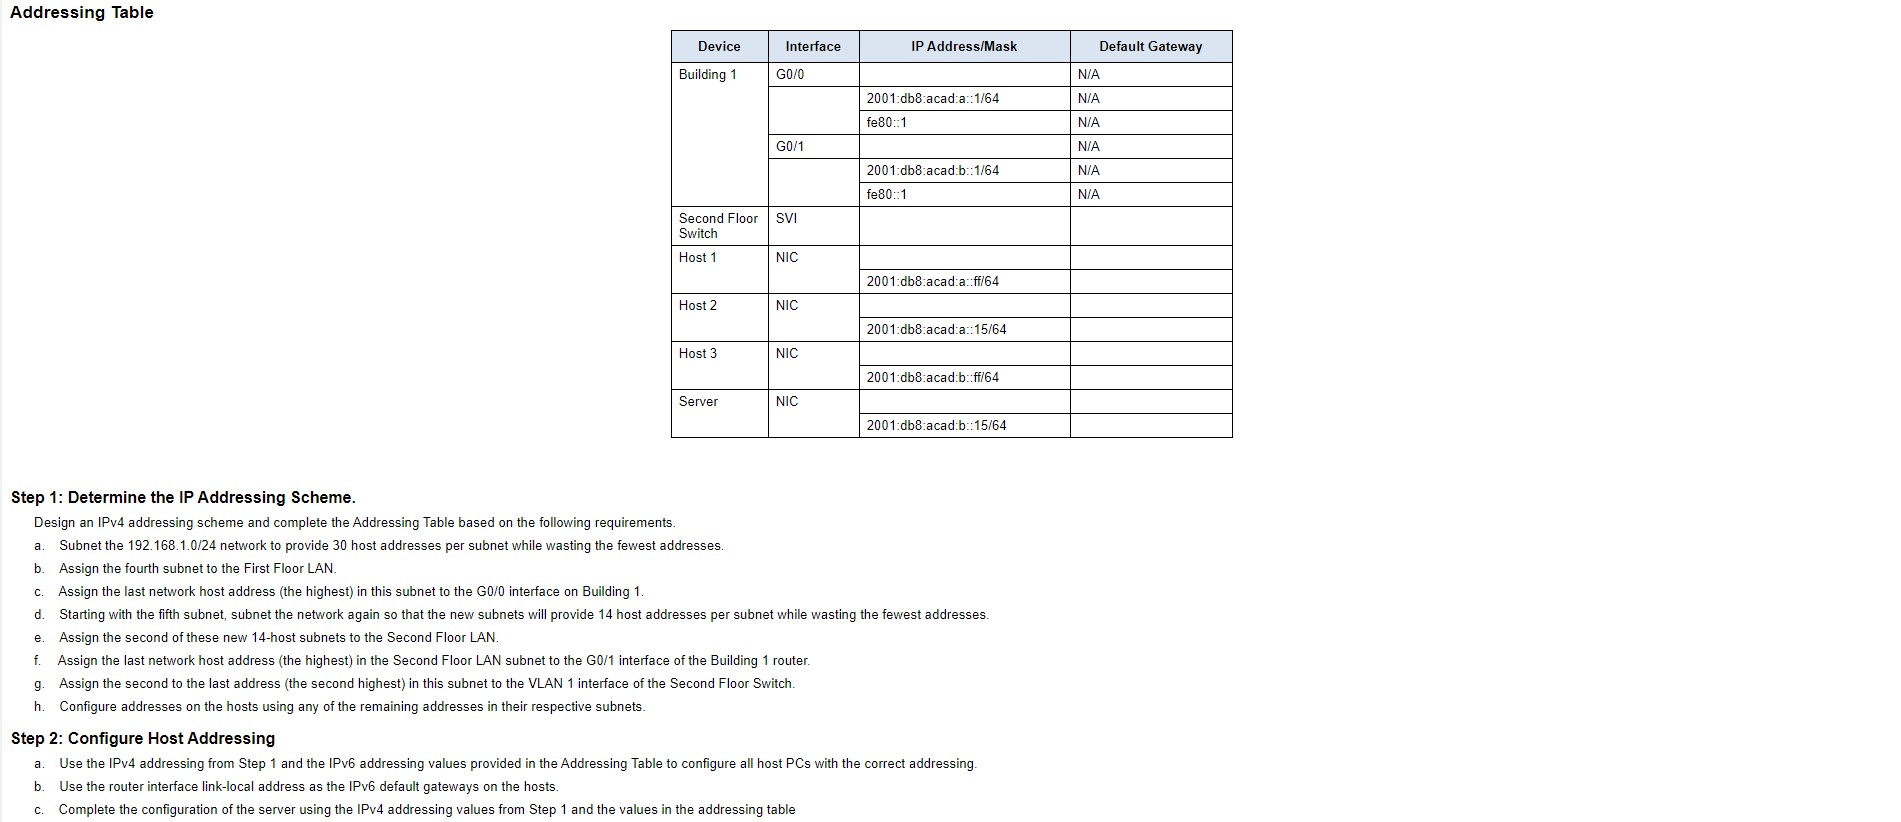 Addressing Table
Device Interface IP Address/Mask Default Gateway
Building 1 G0/0 N/A
2001:db8:acad:a::1/64 N/A
fe80::1 N/A
G0/1 N/A
2001:db8:acad:b::1/64 N/A
fe80::1 N/A
Second Floor SVI
Switch
Host 1 NIC
2001:db8:acad:a::ff/64
Host 2 NIC
2001:db8:acad:a::15/64
Host 3 NIC
2001:db8:acad:b::ff/64
Server NIC
2001:db8:acad:b::15/64
Step 1: Determine the IP Addressing Scheme.
Design an IPv4 addressing scheme and complete the Addressing Table based on the following requirements.
a. Subnet the 192.168.1.0/24 network to provide 30 host addresses per subnet while wasting the fewest addresses.
b. Assign the fourth subnet to the First Floor LAN.
c. Assign the last network host address (the highest) in this subnet to the G0/0 interface on Building 1.
d. Starting with the fifth subnet, subnet the network again so that the new subnets will provide 14 host addresses per subnet while wasting the fewest addresses.
e. Assign the second of these new 14-host subnets to the Second Floor LAN.
f. Assign the last network host address (the highest) in the Second Floor LAN subnet to the G0/1 interface of the Building 1 router.
g. Assign the second to the last address (the second highest) in this subnet to the VLAN 1 interface of the Second Floor Switch.
h. Configure addresses on the hosts using any of the remaining addresses in their respective subnets.
Step 2: Configure Host Addressing
a. Use the IPv4 addressing from Step 1 and the IPv6 addressing values provided in the Addressing Table to configure all host PCs with the correct addressing.
b. Use the router interface link-local address as the IPv6 default gateways on the hosts.
c. Complete the configuration of the server using the IPv4 addressing values from Step 1 and the values in the addressing table